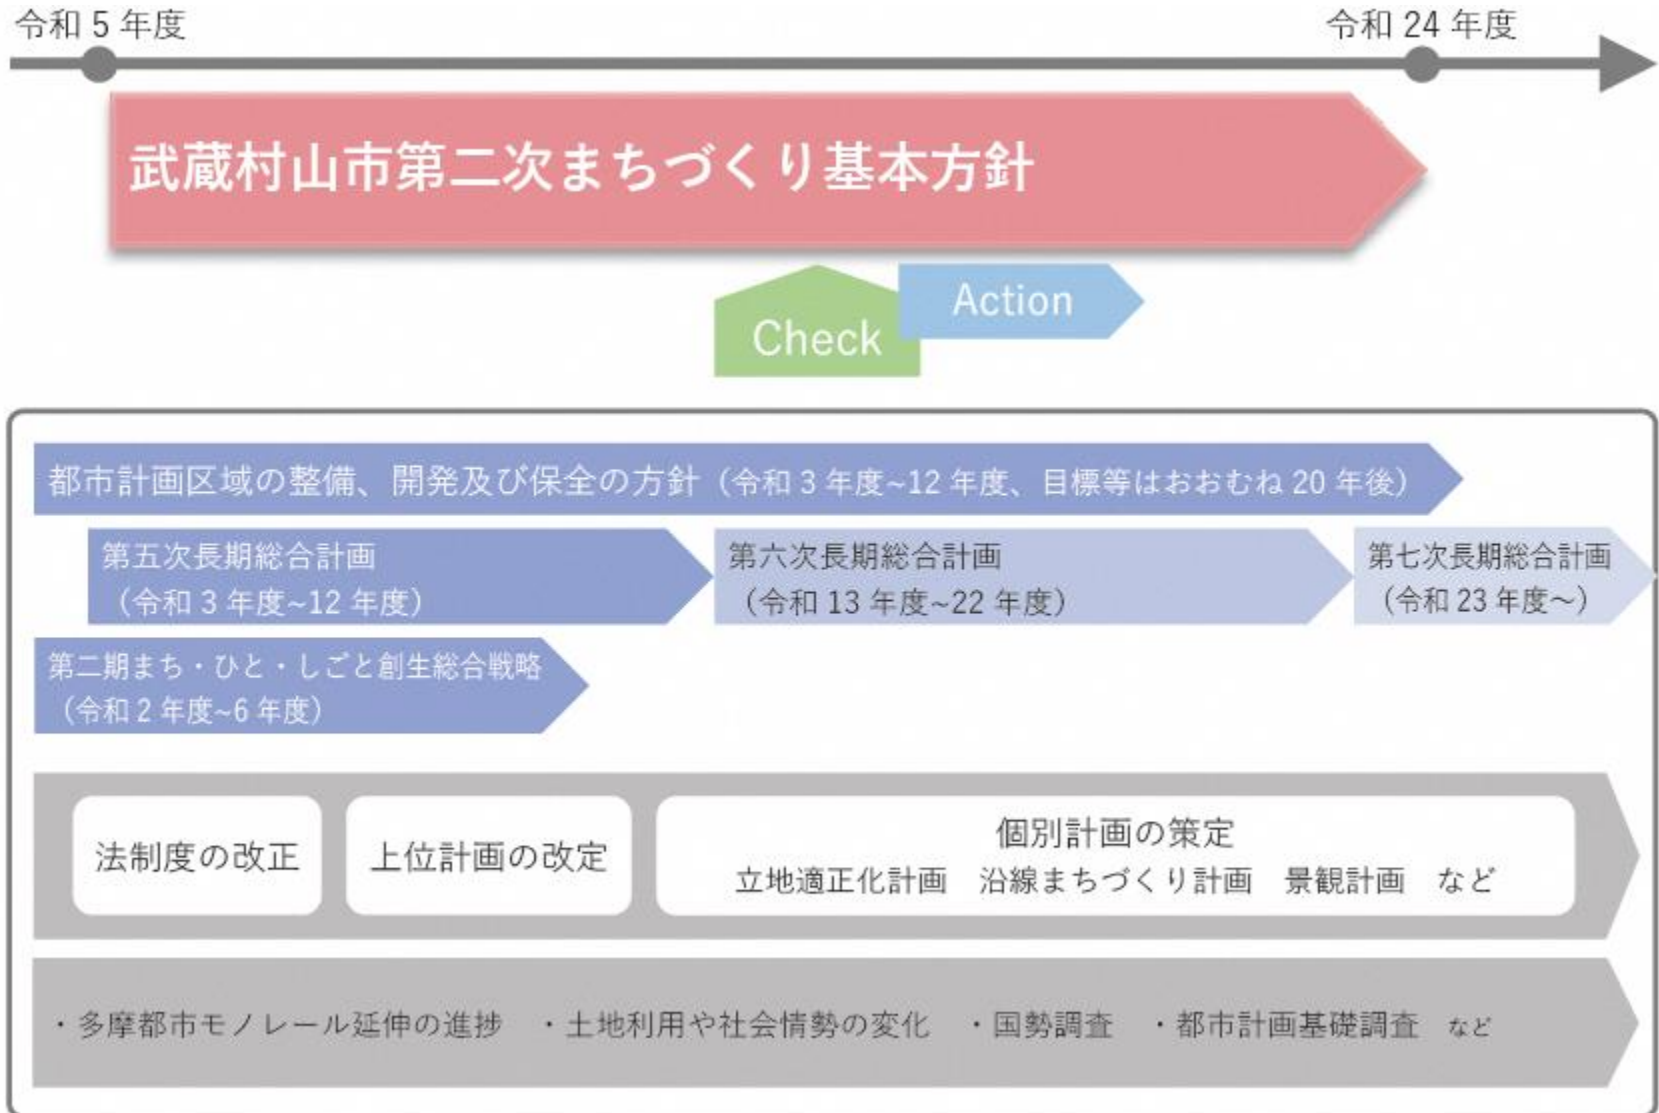 令和 5 年度
令和 24 年度
武蔵村山市第二次まちづくり基本方針
Action
Check
都市計画区域の整備、開発及び保全の方針（令和 3 年度~12 年度、目標等はおおむね 20 年後）
第五次長期総合計画
（令和 3 年度~12 年度）
第六次長期総合計画
（令和 13 年度~22 年度）
第七次長期総合計画
（令和 23 年度～）
第二期まち・ひと・しごと創生総合戦略
（令和 2 年度~6 年度）
法制度の改正
上位計画の改定
個別計画の策定
立地適正化計画　沿線まちづくり計画　景観計画　など
・多摩都市モノレール延伸の進捗　・土地利用や社会情勢の変化　・国勢調査　・都市計画基礎調査　など